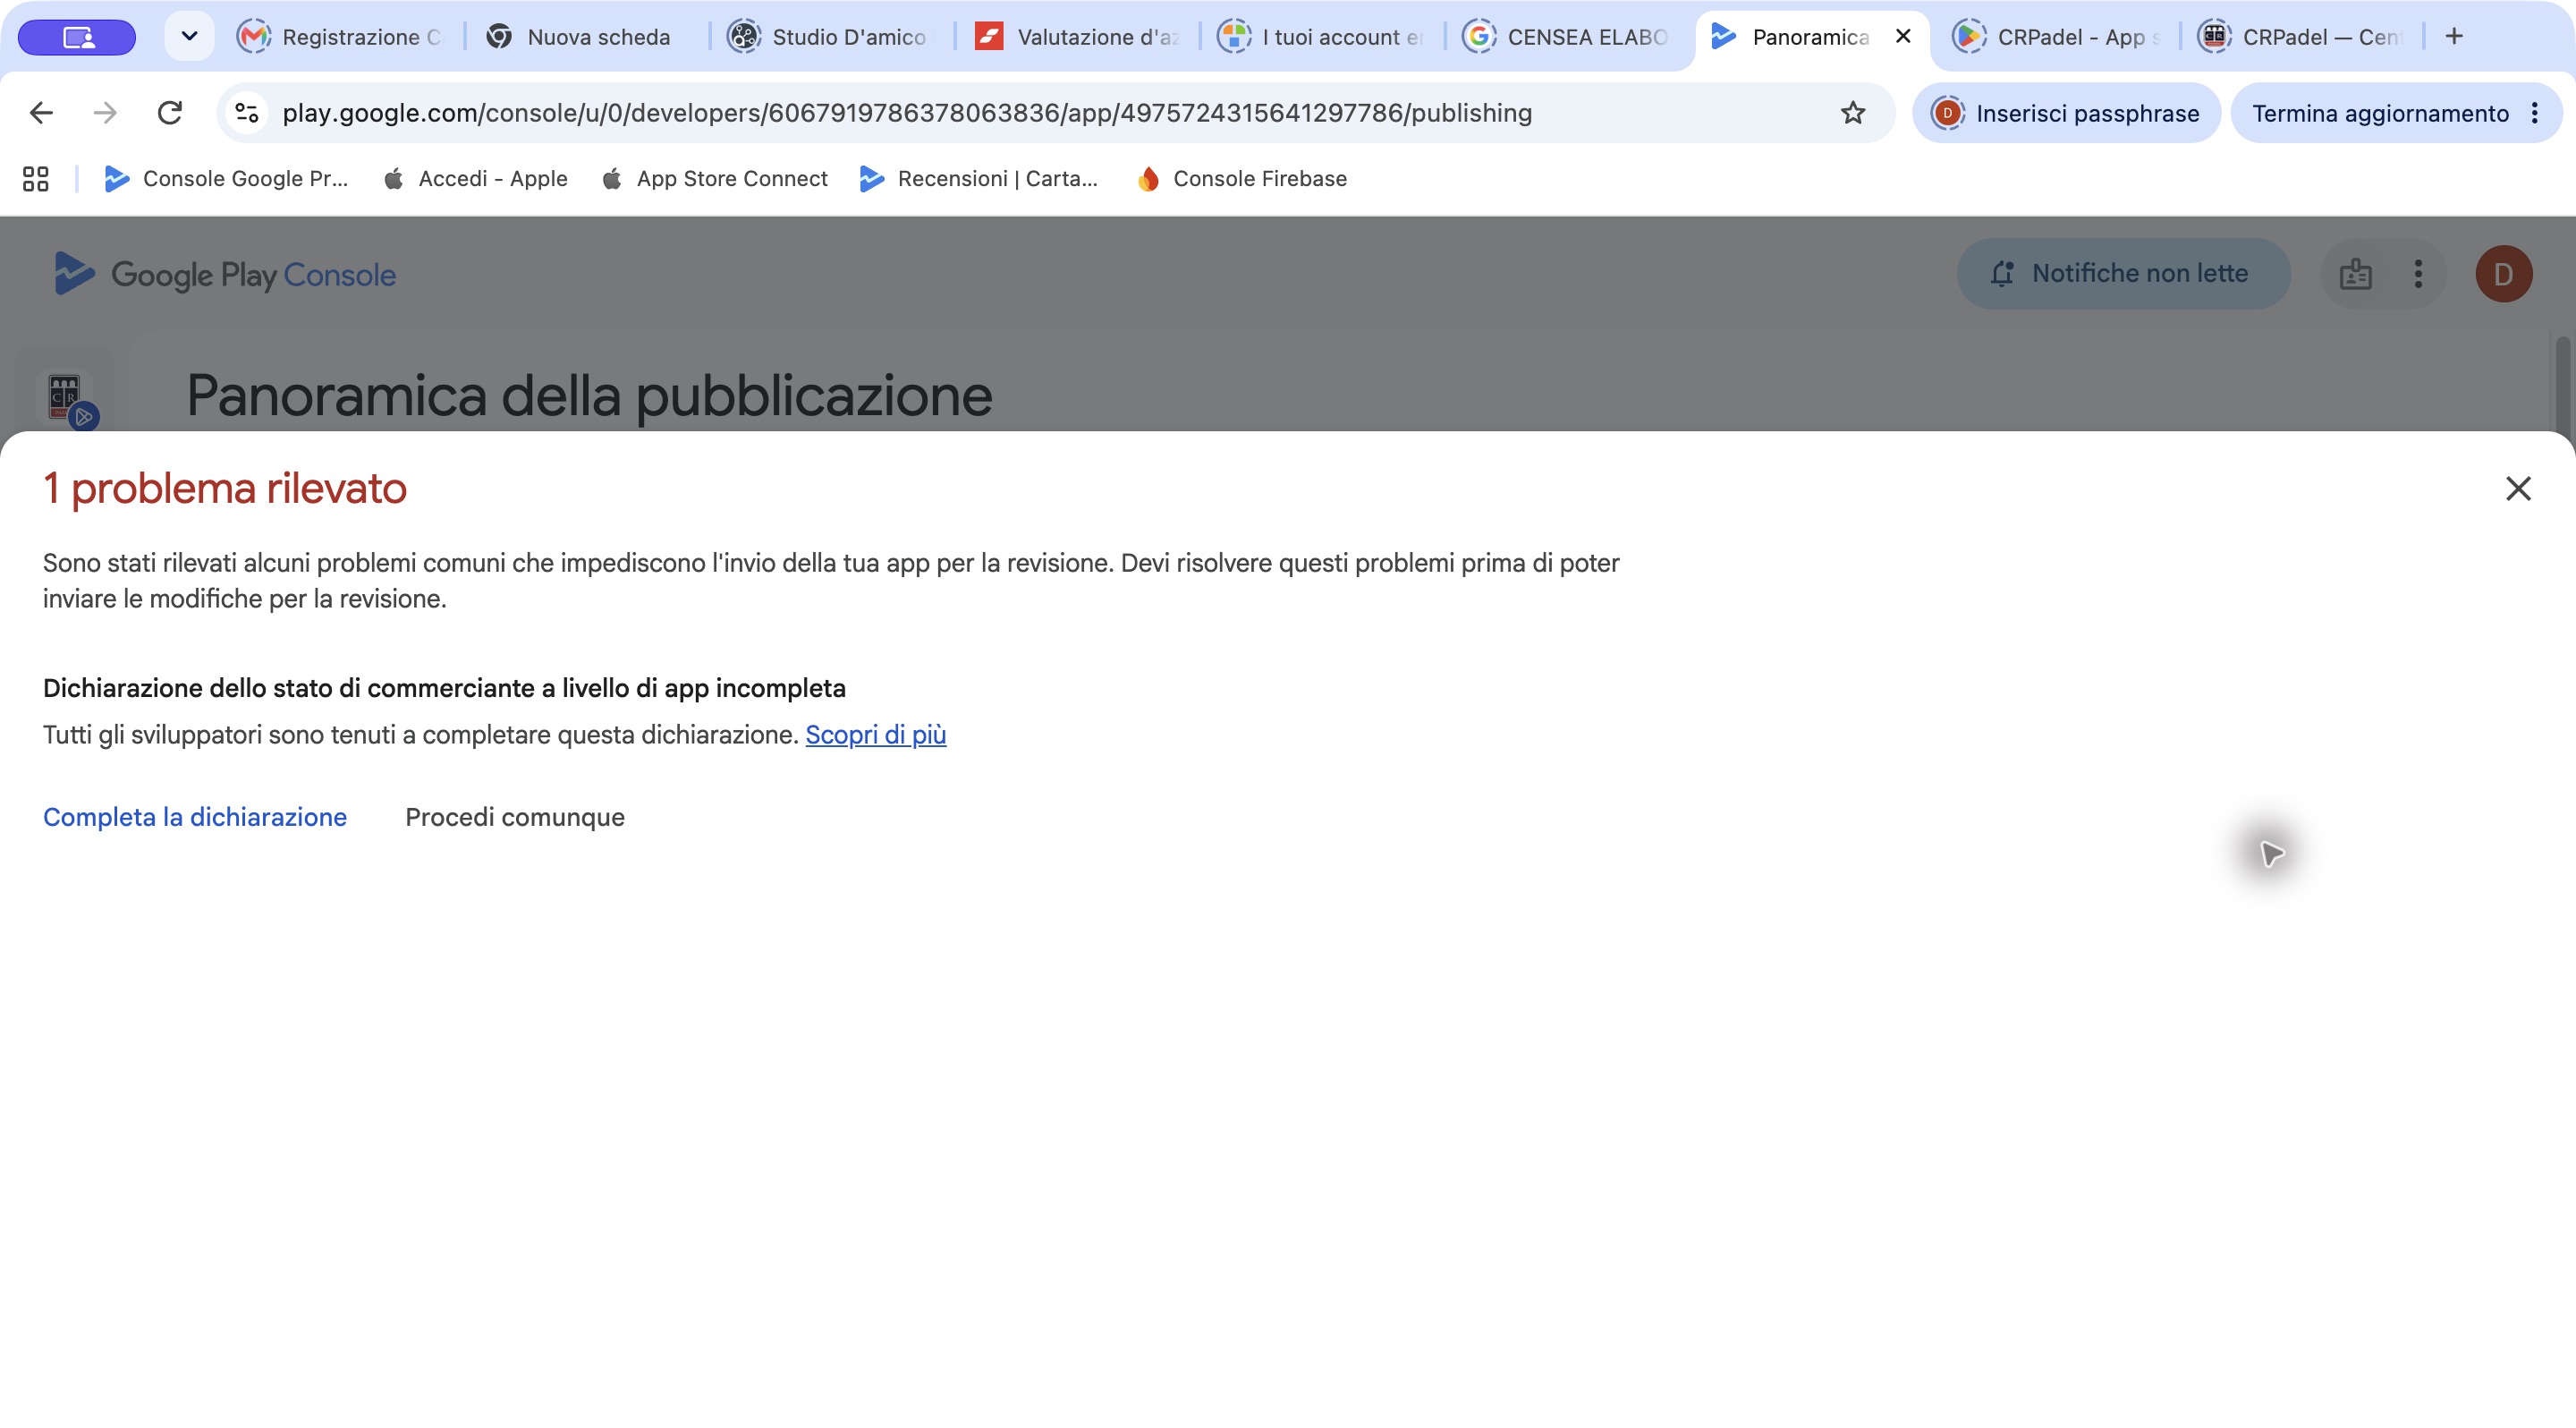 Registrazione C
Nuova scheda
Studio D'amico
Valutazione d'az
I tuoi account e
CENSEA ELABO
Panoramica
CRPadel - App s
CRPadel — Cen
play.google.com/console/u/0/developers/6067919786378063836/app/4975724315641297786/publishing
D
Inserisci passphrase
Termina aggiornamento
Console Google Pr...
Accedi - Apple
App Store Connect
Recensioni | Carta...
Console Firebase
Google Play Console
Notifiche non lette
D
Panoramica della pubblicazione
CR
1 problema rilevato
Sono stati rilevati alcuni problemi comuni che impediscono l'invio della tua app per la revisione. Devi risolvere questi problemi prima di poter
inviare le modifiche per la revisione.
Dichiarazione dello stato di commerciante a livello di app incompleta
Tutti gli sviluppatori sono tenuti a completare questa dichiarazione. Scopri di più
Completa la dichiarazione
Procedi comunque